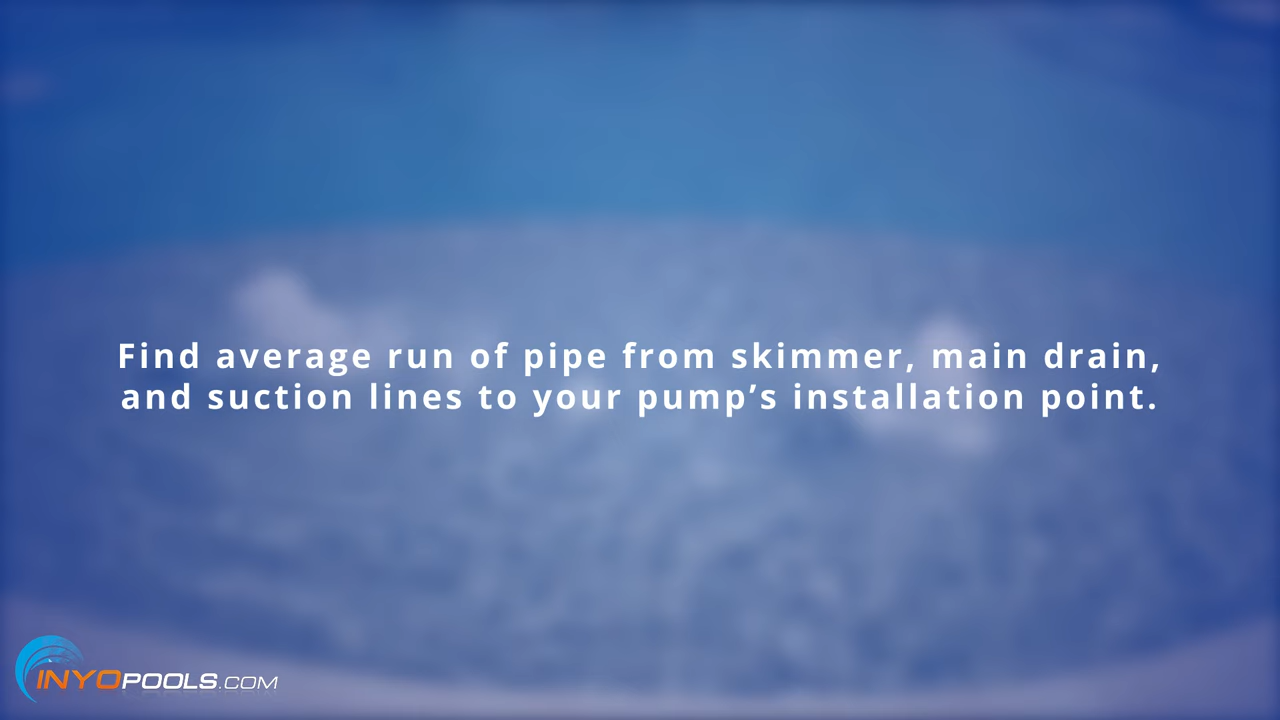 Find average run of pipe from skimmer, main drain,
and suction lines to your pump’s installation point.
INYOPOOLS.COM